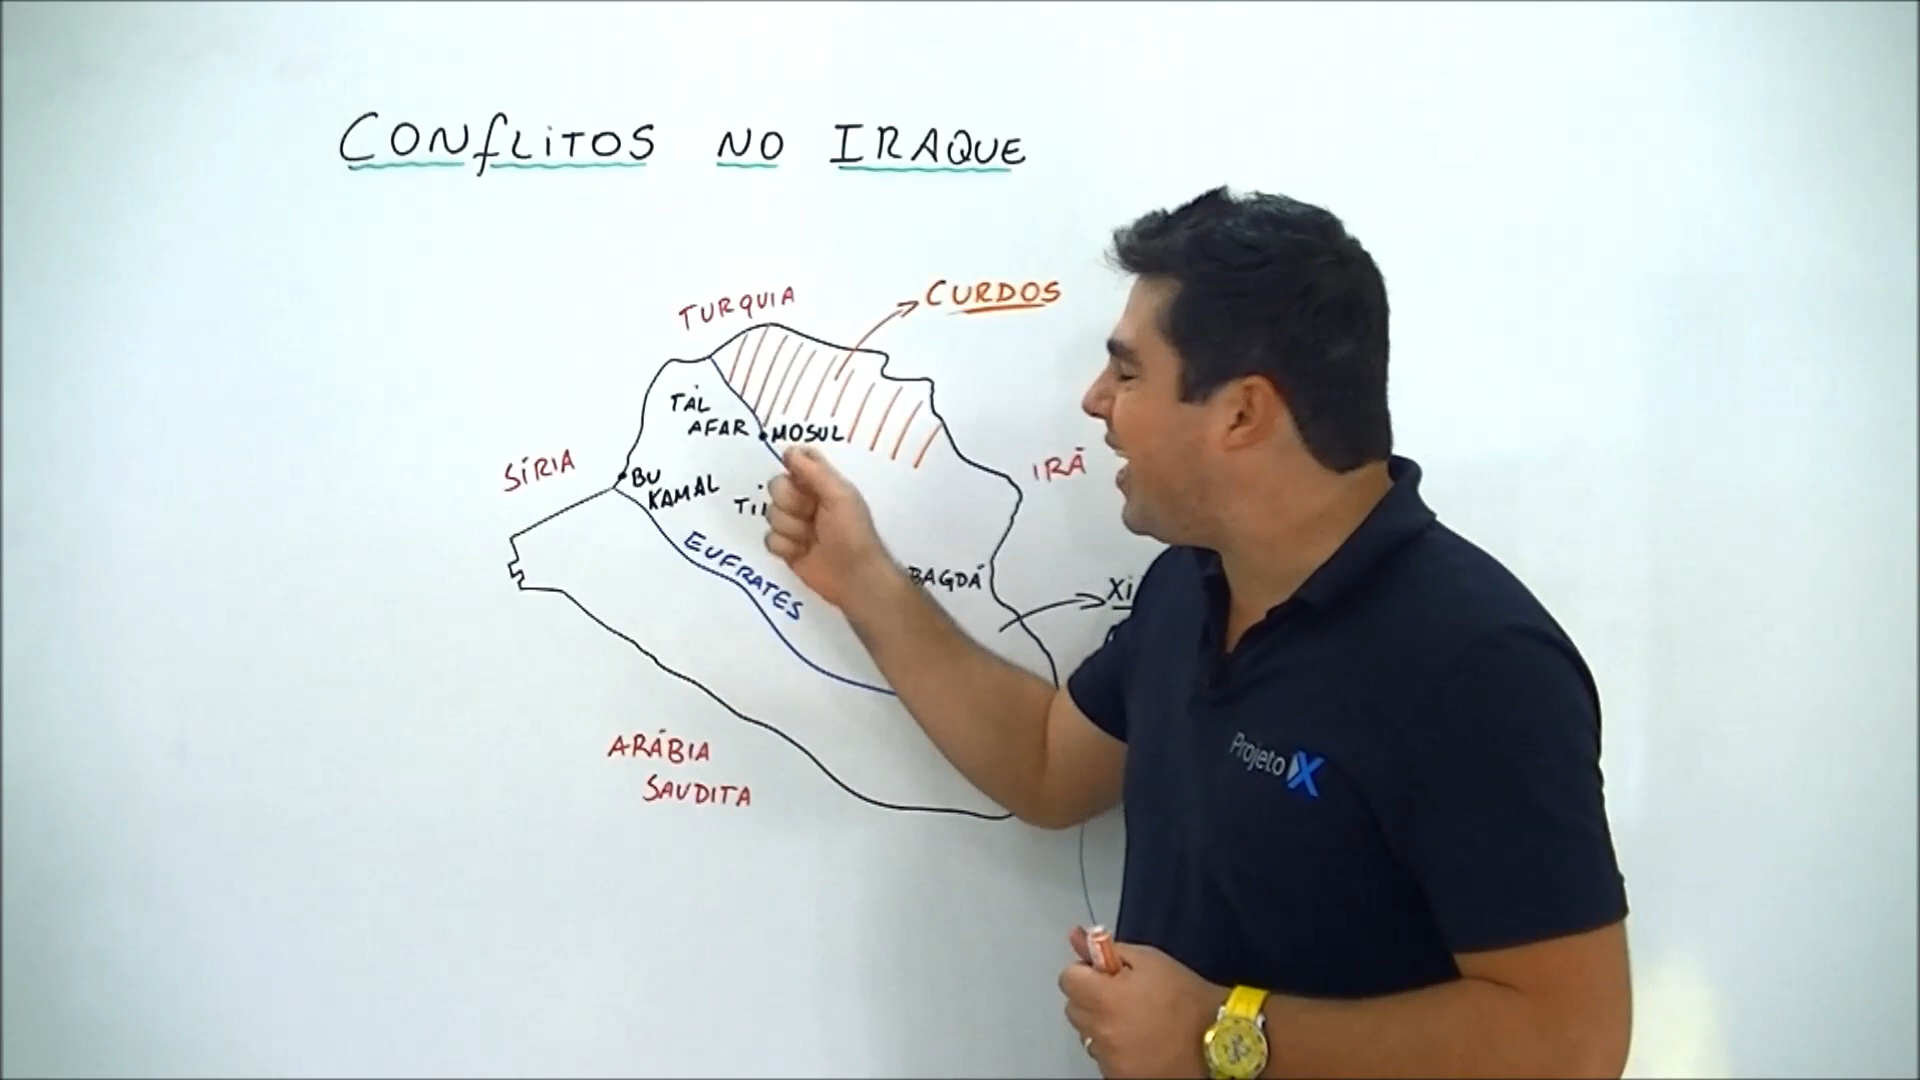 CONFLITOS NO IRAQUE
TURQUIA
CURDOS
TAL
AFAR
MOSUL
SÍRIA
BU
KAMAL
IRÃ
EUFRATES
BAGDÁ
ARÁBIA
SAUDITA
Projeto X